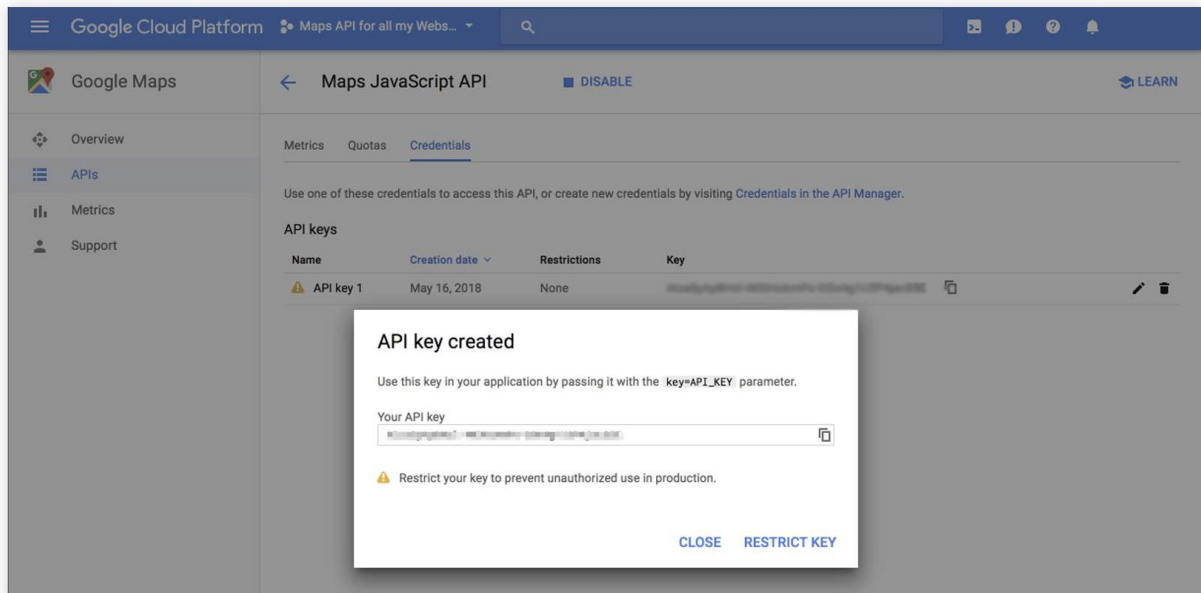 Google Cloud Platform Maps API for all my Webs...
Google Maps
Maps JavaScript API
DISABLE
LEARN
Overview
APIs
Metrics
Support
Metrics Quotas Credentials
Use one of these credentials to access this API, or create new credentials by visiting Credentials in the API Manager.
API keys
Name Creation date Restrictions Key
API key 1 May 16, 2018 None
API key created
Use this key in your application by passing it with the key=API_KEY parameter.
Your API key
Restrict your key to prevent unauthorized use in production.
CLOSE RESTRICT KEY